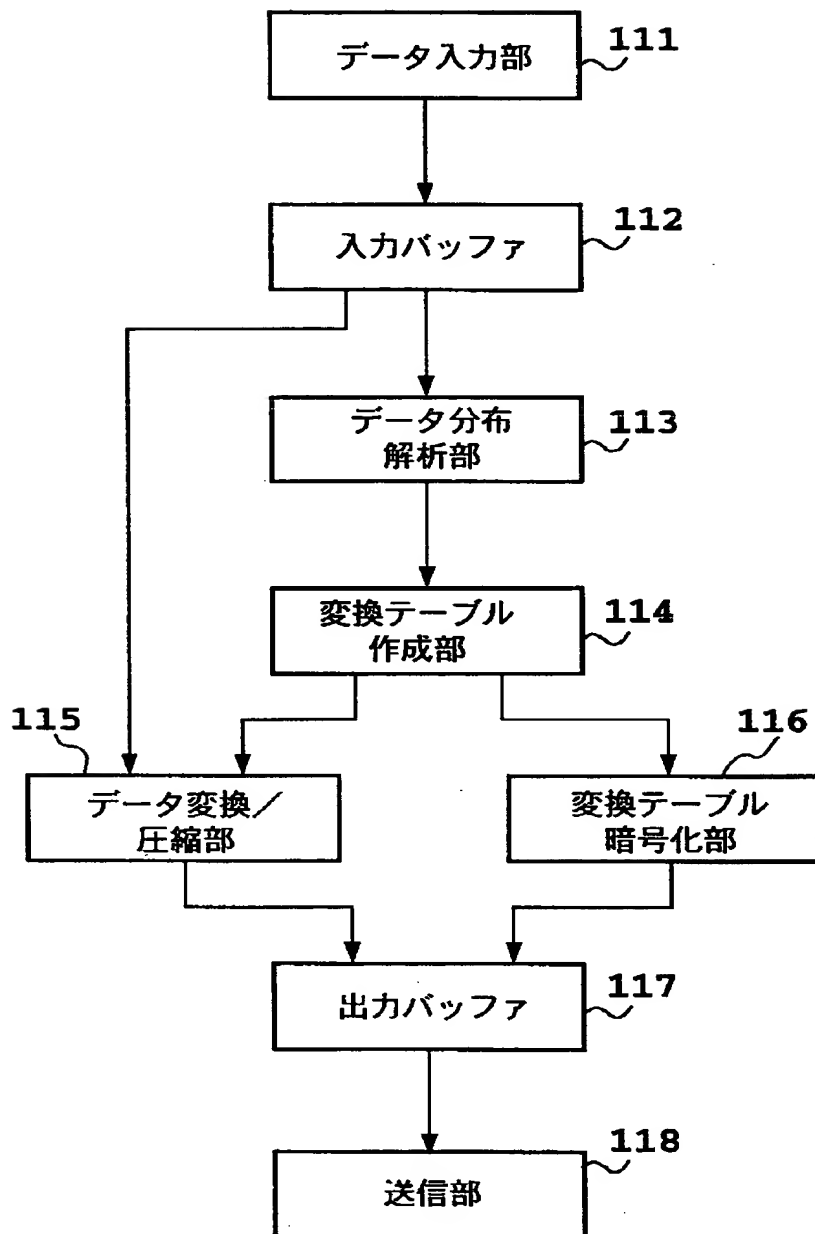 データ入力部
111
入力バッファ
112
データ分布
解析部
113
変換テーブル
作成部
114
115
データ変換／
圧縮部
116
変換テーブル
暗号化部
出力バッファ
117
送信部
118